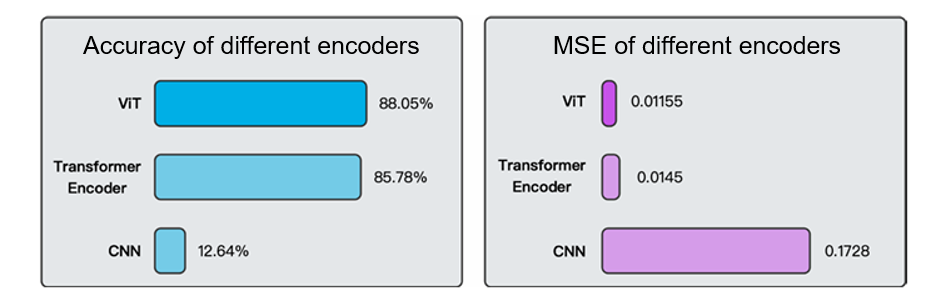 Accuracy of different encoders
ViT
88.05%
Transformer
Encoder
85.78%
CNN
12.64%
MSE of different encoders
ViT
0.01155
Transformer
Encoder
0.0145
CNN
0.1728